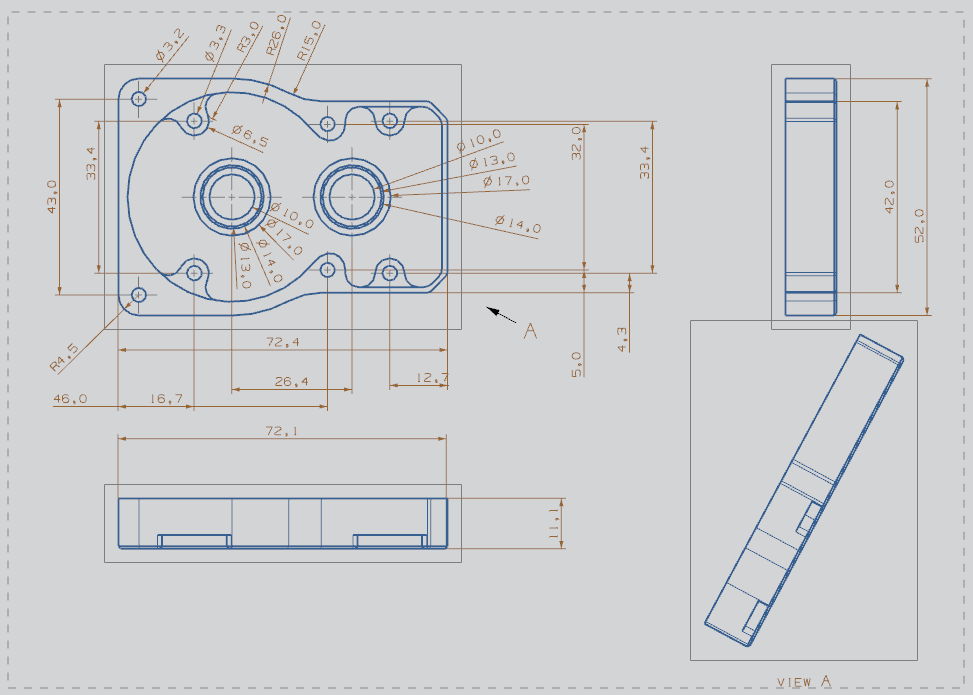 Ø3,2
Ø3,3
R3,0
R26,0
R15,0
Ø6,5
Ø10,0
Ø13,0
Ø17,0
Ø14,0
32,0
33,4
33,4
43,0
42,0
52,0
Ø10,0
Ø17,0
Ø14,0
Ø13,0
A
R4,5
72,4
4,3
5,0
26,4
12,7
46,0
16,7
72,1
11,1
VIEW A